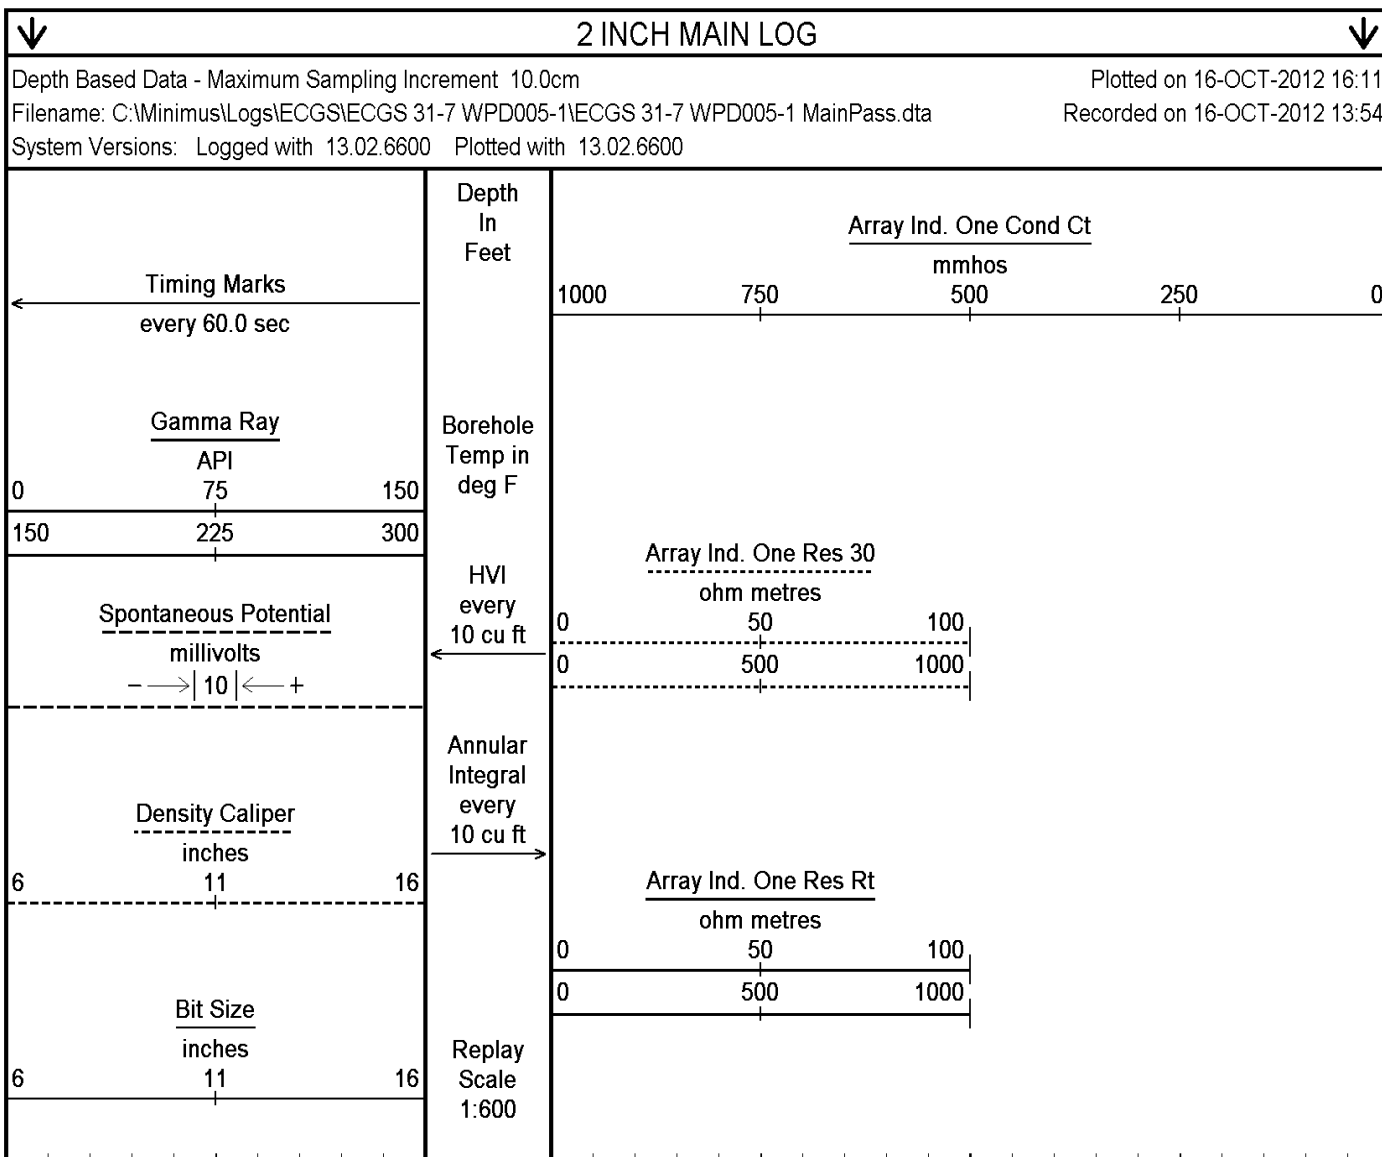 2 INCH MAIN LOG
Depth Based Data - Maximum Sampling Increment 10.0cm
Plotted on 16-OCT-2012 16:11
Filename: C:\Minimus\Logs\ECGS\ECGS 31-7 WPD005-1\ECGS 31-7 WPD005-1 MainPass.dta
Recorded on 16-OCT-2012 13:54
System Versions: Logged with 13.02.6600 Plotted with 13.02.6600
Timing Marks
every 60.0 sec
Gamma Ray
API
0 75 150
150 225 300
Spontaneous Potential
millivolts
- 10 +
Density Caliper
inches
6 11 16
Bit Size
inches
6 11 16
Depth
In
Feet
Borehole
Temp in
deg F
HVI
every
10 cu ft
Annular
Integral
every
10 cu ft
Replay
Scale
1:600
Array Ind. One Cond Ct
mmhos
1000 750 500 250 0
Array Ind. One Res 30
ohm metres
0 50 100
0 500 1000
Array Ind. One Res Rt
ohm metres
0 50 100
0 500 1000